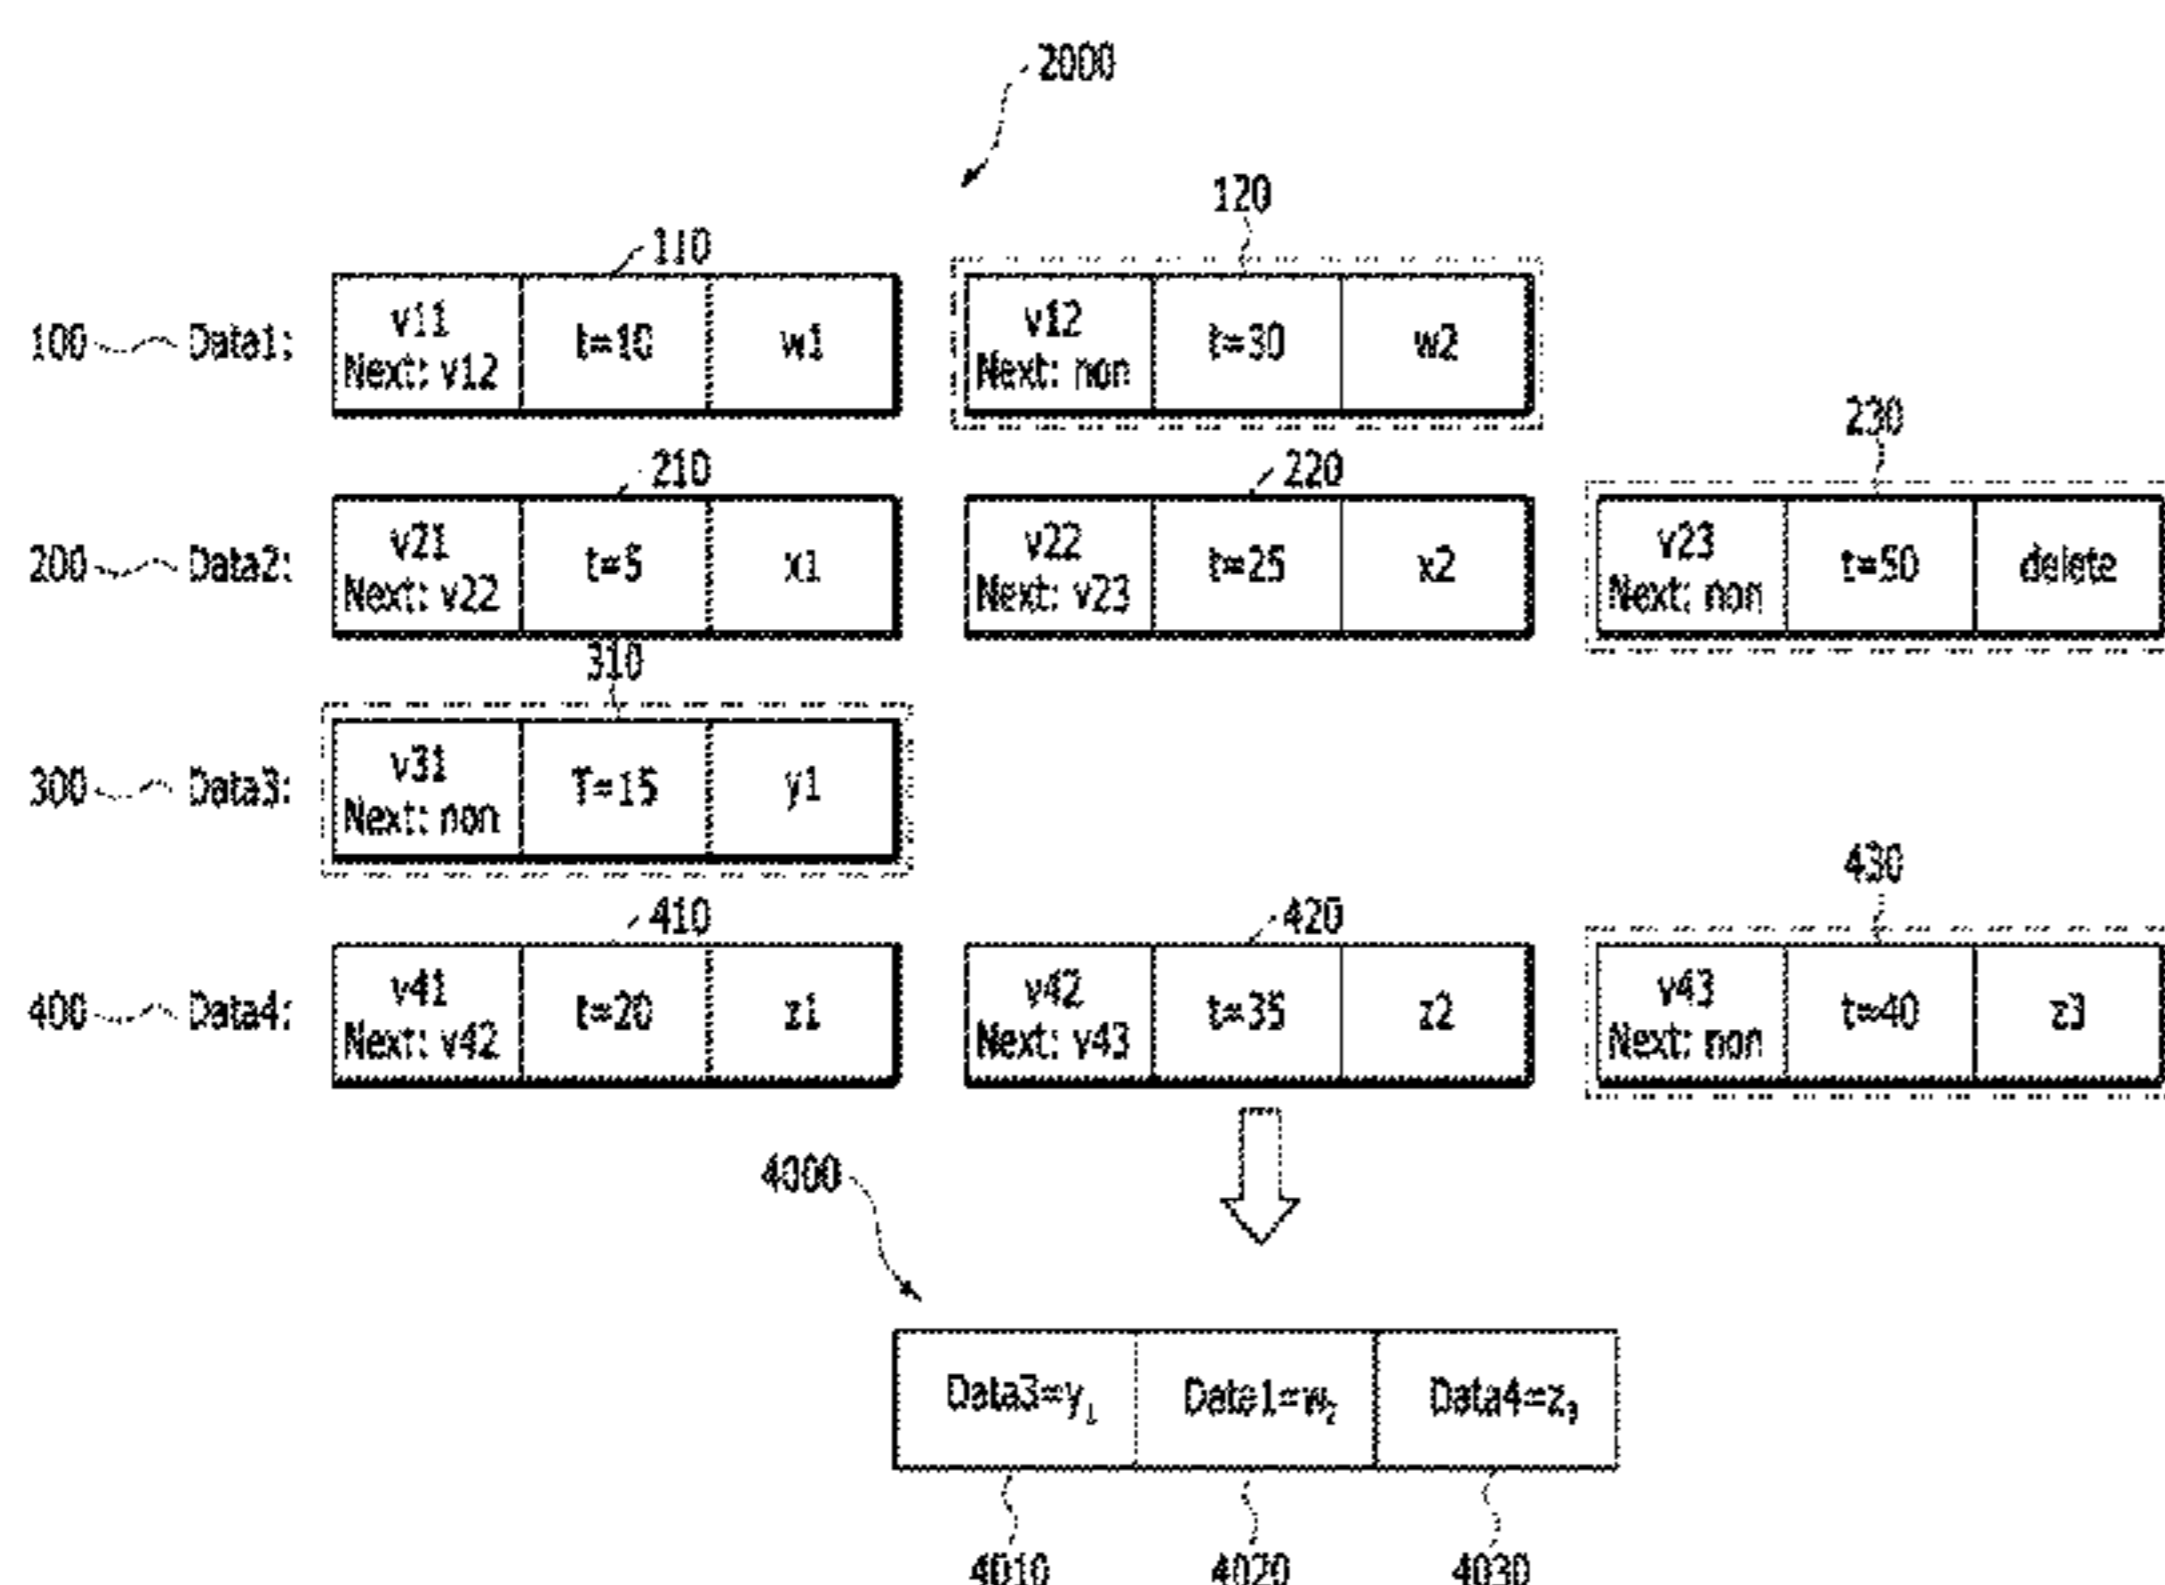 2000
120
110
v11
Next: v12
t=10
w1
v12
Next: non
t=30
w2
100
Data1:
230
210
220
v21
Next: v22
t=5
x1
v22
Next: v23
t=25
x2
v23
Next: non
t=50
delete
200
Data2:
310
v31
Next: non
T=15
y1
300
Data3:
430
410
420
v41
Next: v42
t=20
z1
v42
Next: v43
t=35
z2
v43
Next: non
t=40
z3
400
Data4:
4000
Data3=y₁
Data1=w₂
Data4=z₃
4010
4020
4030